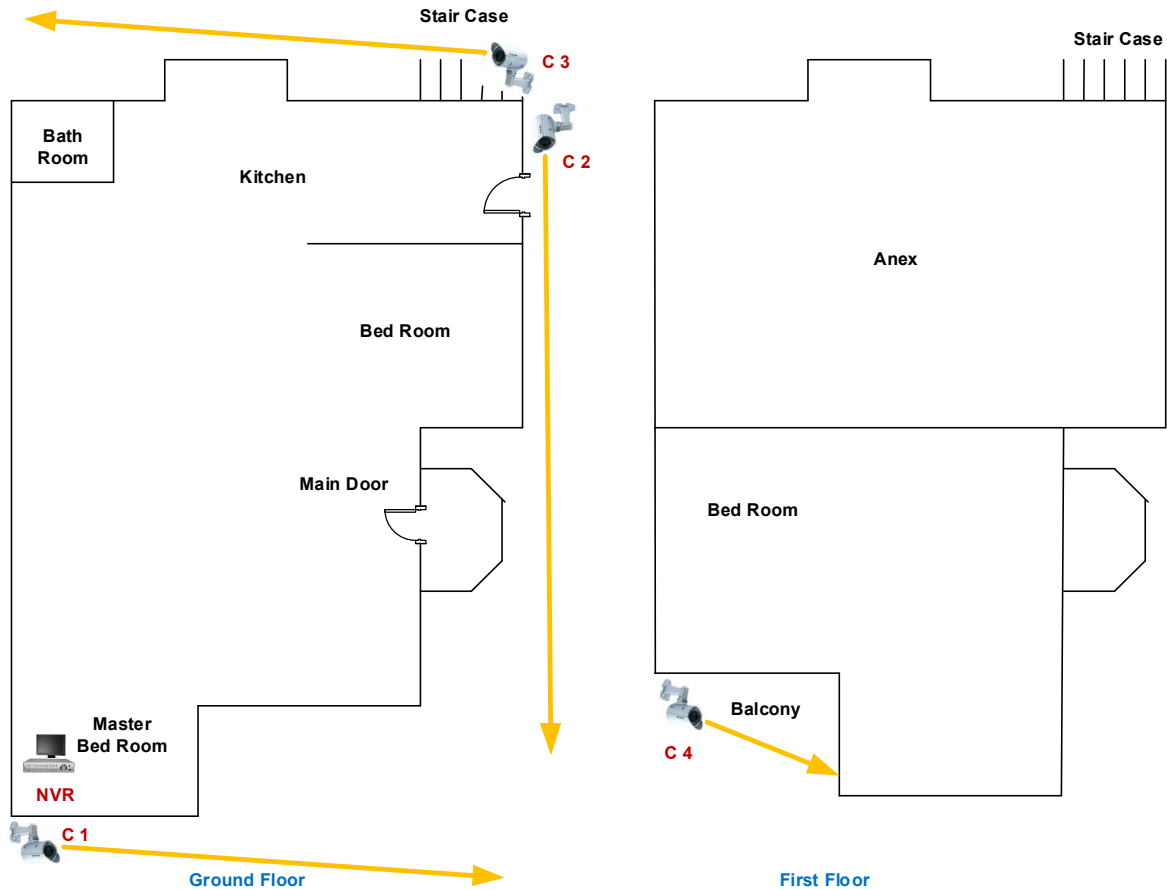 Stair Case
C 3
Bath
Room
C 2
Kitchen
Bed Room
Main Door
Master
Bed Room
NVR
C 1
Ground Floor
Stair Case
Anex
Bed Room
Balcony
C 4
First Floor